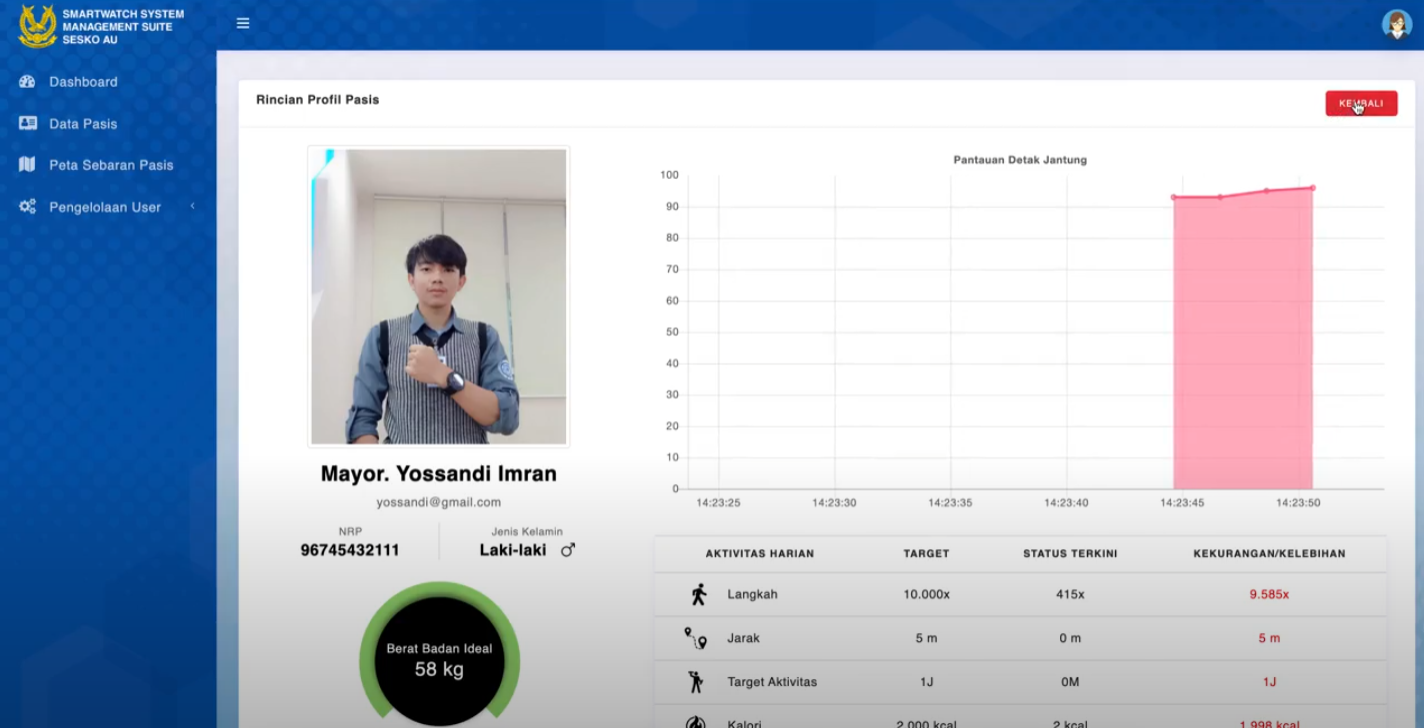 SMARTWATCH SYSTEM
MANAGEMENT SUITE
SESKO AU
Dashboard
Data Pasis
Peta Sebaran Pasis
Pengelolaan User
Rincian Profil Pasis
KEMBALI
Mayor. Yossandi Imran
yossandi@gmail.com
NRP
96745432111
Jenis Kelamin
Laki-laki
Berat Badan Ideal
58 kg
Pantauan Detak Jantung
100
90
80
70
60
50
40
30
20
10
0
14:23:25 14:23:30 14:23:35 14:23:40 14:23:45 14:23:50
AKTIVITAS HARIAN TARGET STATUS TERKINI KEKURANGAN/KELEBIHAN
Langkah 10.000x 415x 9.585x
Jarak 5 m 0 m 5 m
Target Aktivitas 1J 0M 1J
Kalori 2.000 kcal 2 kcal 1.998 kcal